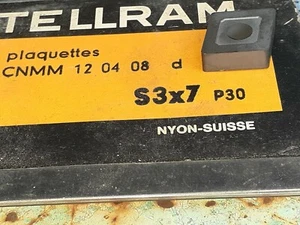 TELLRAM
plaquettes
CNMM 12 04 08 d
S3x7 P30
NYON-SUISSE